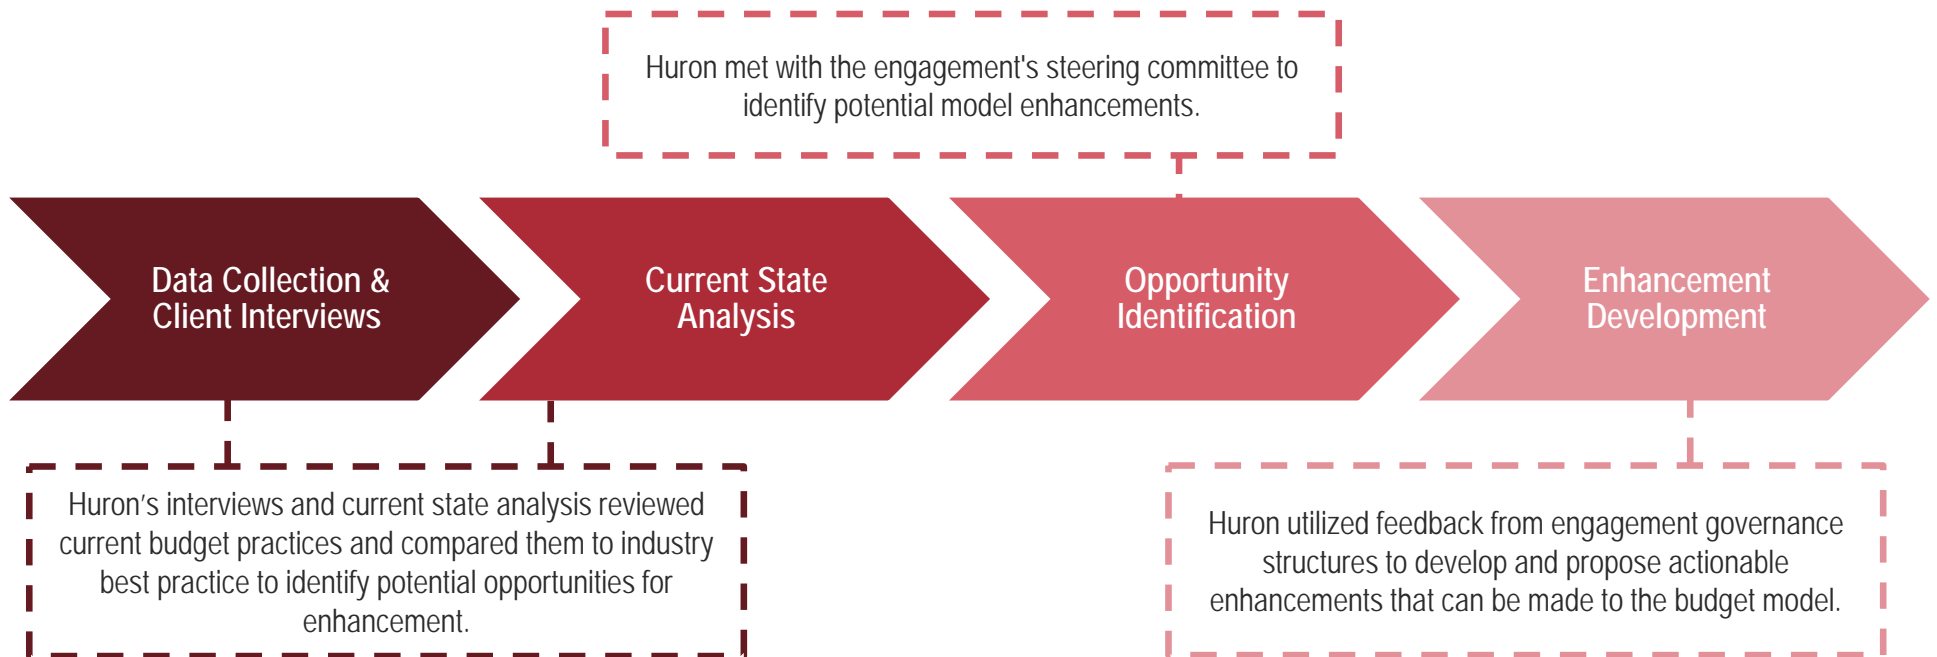 Huron met with the engagement's steering committee to
identify potential model enhancements.
Data Collection &
Client Interviews
Current State
Analysis
Opportunity
Identification
Enhancement
Development
Huron’s interviews and current state analysis reviewed
current budget practices and compared them to industry
best practice to identify potential opportunities for
enhancement.
Huron utilized feedback from engagement governance
structures to develop and propose actionable
enhancements that can be made to the budget model.